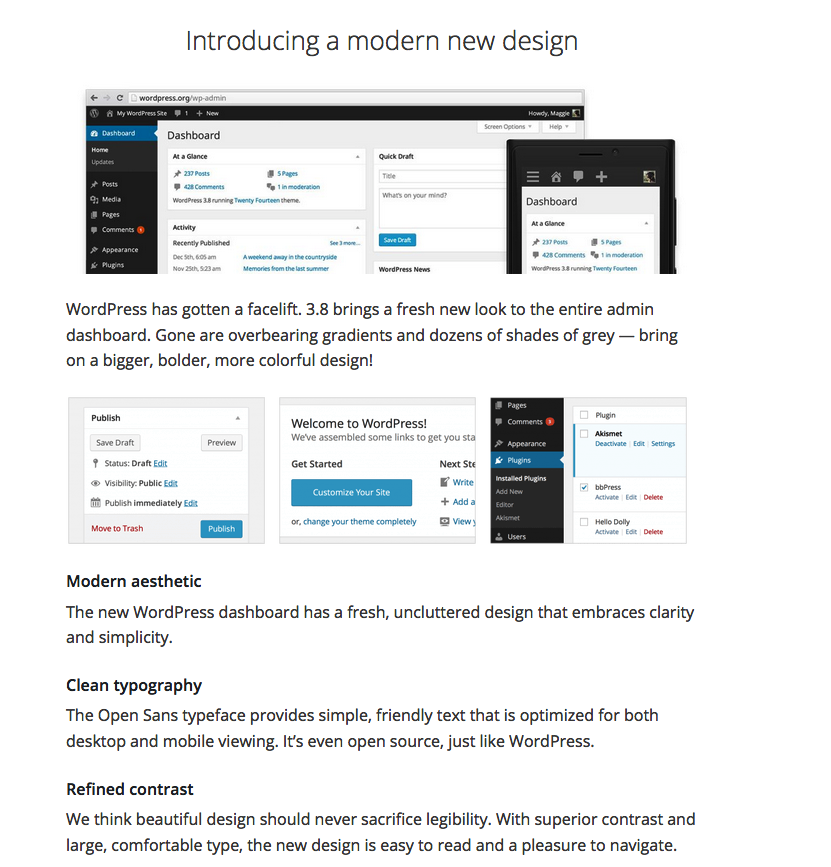 Introducing a modern new design
wordpress.org/wp-admin
My WordPress Site 1 + New Howdy, Maggie
Dashboard
Home
Updates
Posts
Media
Pages
Comments 1
Appearance
Plugins
Screen Options Help
Dashboard
At a Glance
237 Posts 5 Pages
428 Comments 1 in moderation
WordPress 3.8 running Twenty Fourteen theme.
Activity
Recently Published See 3 more...
Dec 5th, 6:05 am A weekend away in the countryside
Nov 25th, 5:23 am Memories from the last summer
Quick Draft
Title
What's on your mind?
Save Draft
WordPress News
Dashboard
At a Glance
237 Posts 5 Pages
428 Comments 1 in moderation
WordPress 3.8 running Twenty Fourteen
WordPress has gotten a facelift. 3.8 brings a fresh new look to the entire admin
dashboard. Gone are overbearing gradients and dozens of shades of grey — bring
on a bigger, bolder, more colorful design!
Publish
Save Draft Preview
Status: Draft Edit
Visibility: Public Edit
Publish immediately Edit
Move to Trash Publish
Welcome to WordPress!
We've assembled some links to get you sta
Get Started Next Ste
Customize Your Site
Write
Add a
or, change your theme completely View y
Pages
Comments 1
Appearance
Plugins
Installed Plugins
Add New
Editor
Akismet
Users
Plugin
Akismet
Deactivate | Edit | Settings
bbPress
Activate | Edit | Delete
Hello Dolly
Activate | Edit | Delete
Modern aesthetic
The new WordPress dashboard has a fresh, uncluttered design that embraces clarity
and simplicity.
Clean typography
The Open Sans typeface provides simple, friendly text that is optimized for both
desktop and mobile viewing. It's even open source, just like WordPress.
Refined contrast
We think beautiful design should never sacrifice legibility. With superior contrast and
large, comfortable type, the new design is easy to read and a pleasure to navigate.